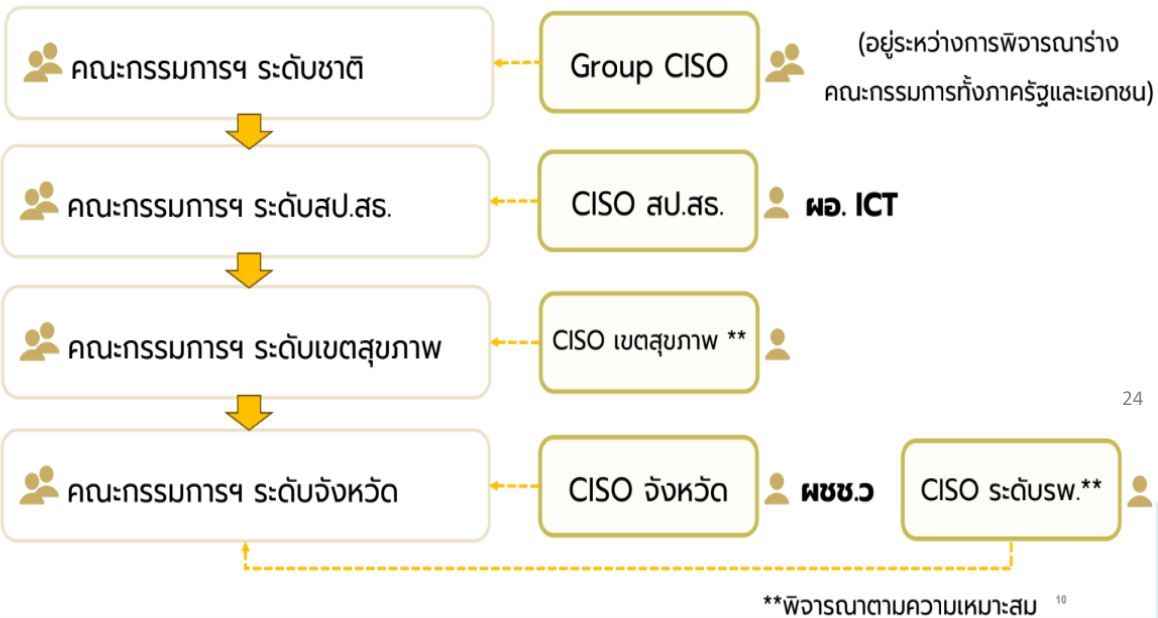 คณะกรรมการฯ ระดับชาติ
Group CISO
(อยู่ระหว่างการพิจารณาร่าง
คณะกรรมการทั้งภาครัฐและเอกชน)
คณะกรรมการฯ ระดับสป.สธ.
CISO สป.สธ.
ผอ. ICT
คณะกรรมการฯ ระดับเขตสุขภาพ
CISO เขตสุขภาพ **
24
คณะกรรมการฯ ระดับจังหวัด
CISO จังหวัด
ผชช.ว
CISO ระดับรพ.**
**พิจารณาตามความเหมาะสม
10